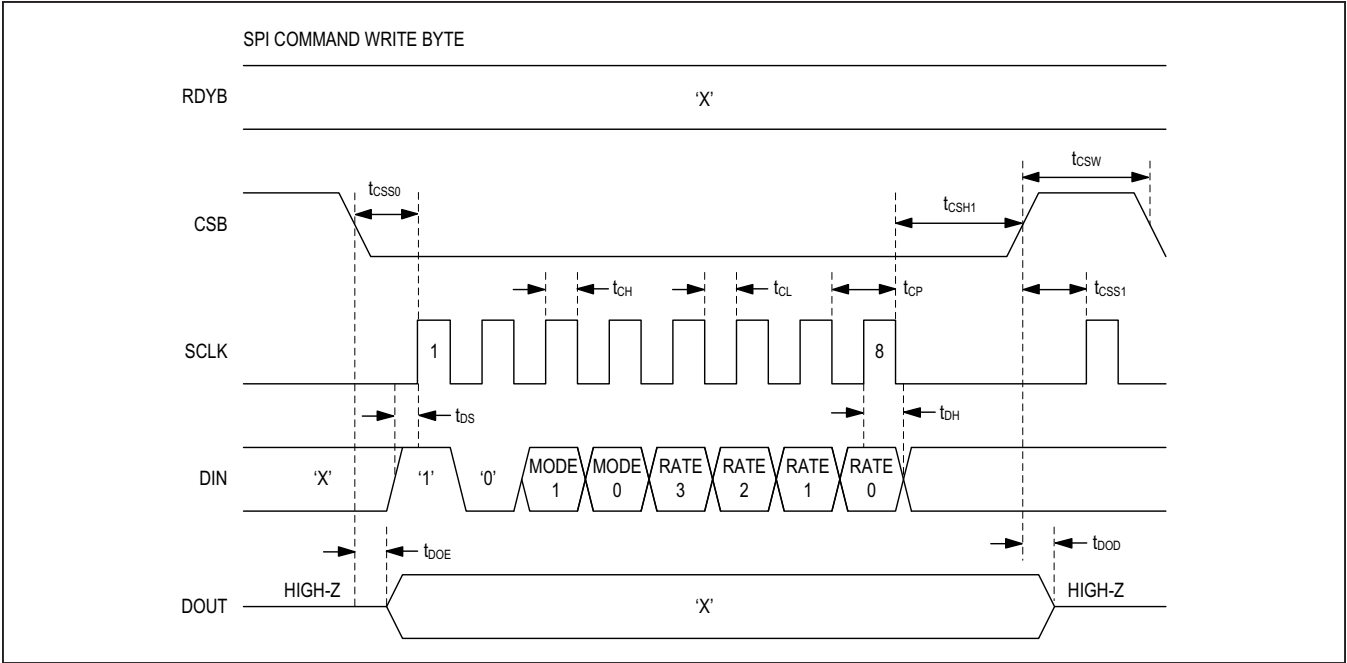 SPI COMMAND WRITE BYTE
RDYB
‘X’
tCSW
tCSS0
tCSH1
CSB
tCH
tCL
tCP
tCSS1
SCLK
1
8
tDS
tDH
DIN
‘X’
‘1’
‘0’
MODE
1
MODE
0
RATE
3
RATE
2
RATE
1
RATE
0
tDOE
tDOD
HIGH-Z
HIGH-Z
DOUT
‘X’